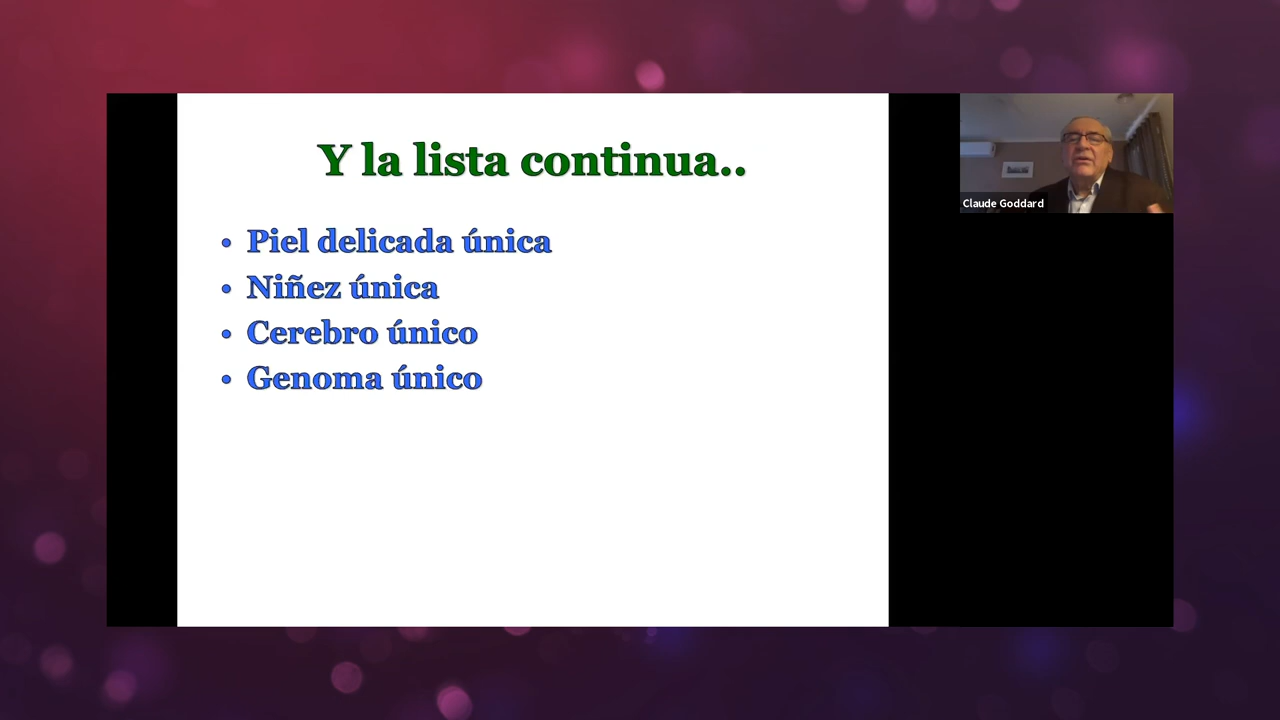 Y la lista continua..
• Piel delicada única
• Niñez única
• Cerebro único
• Genoma único
Claude Goddard